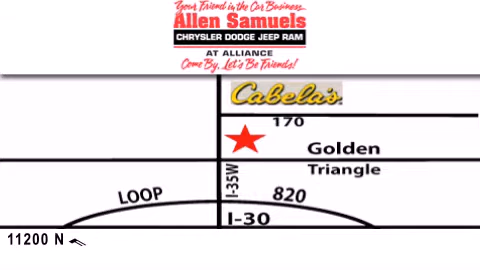 Your Friend in the Car Business
Allen Samuels
CHRYSLER DODGE JEEP RAM
AT ALLIANCE
Come By, Let's Be Friends!
Cabela's
170
Golden
Triangle
I-35W
LOOP 820
I-30
11200 N